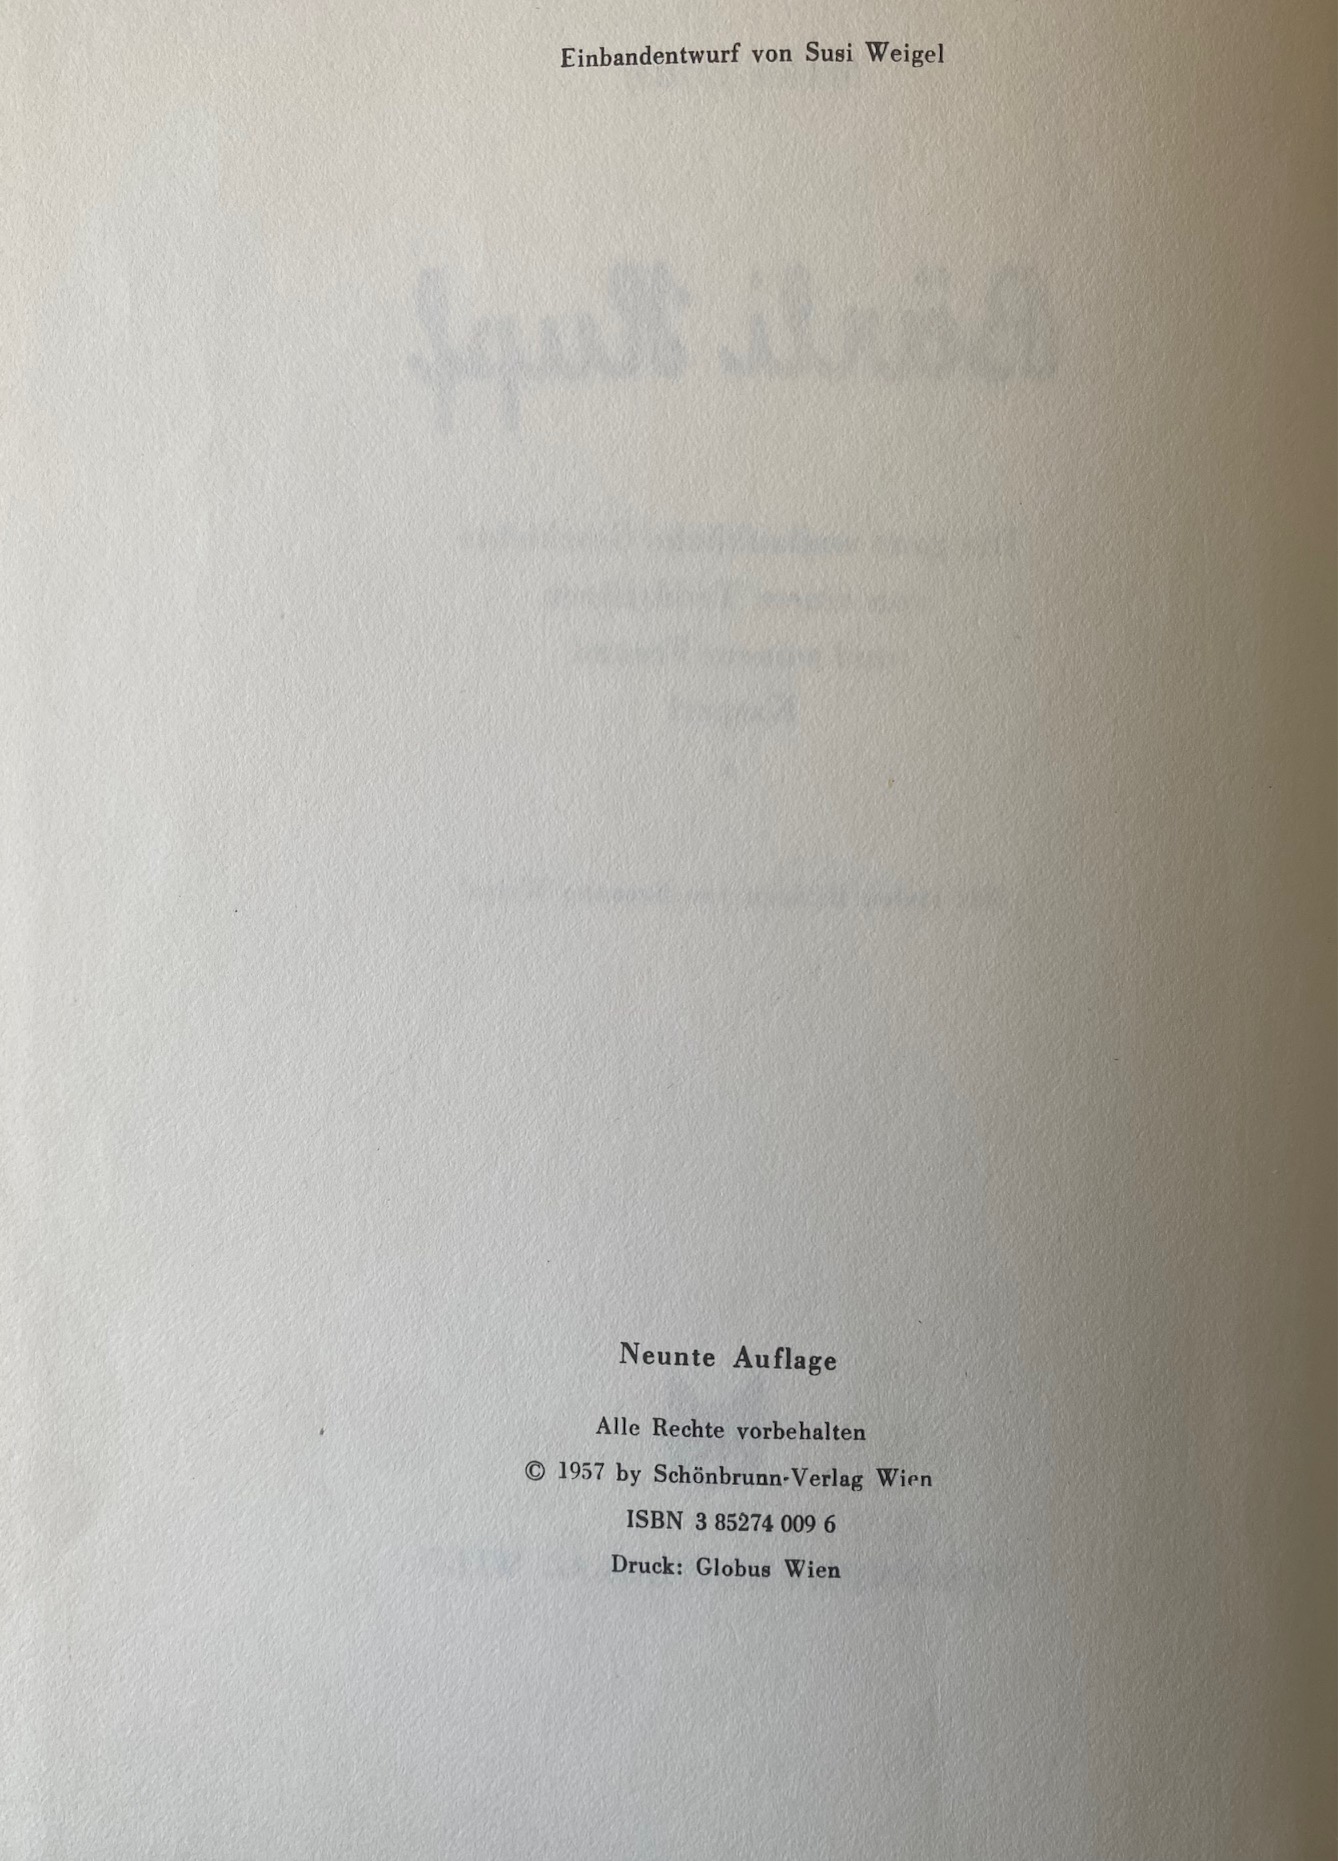 Einbandentwurf von Susi Weigel
Neunte Auflage
Alle Rechte vorbehalten
© 1957 by Schönbrunn-Verlag Wien
ISBN 3 85274 009 6
Druck: Globus Wien